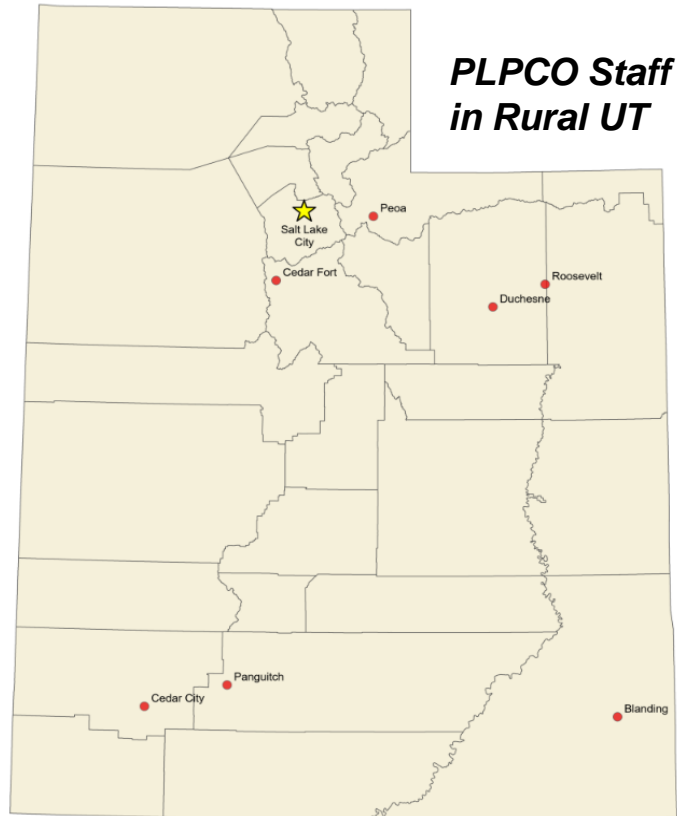 PLPCO Staff
in Rural UT
Peoa
Salt Lake
City
Cedar Fort
Roosevelt
Duchesne
Panguitch
Cedar City
Blanding